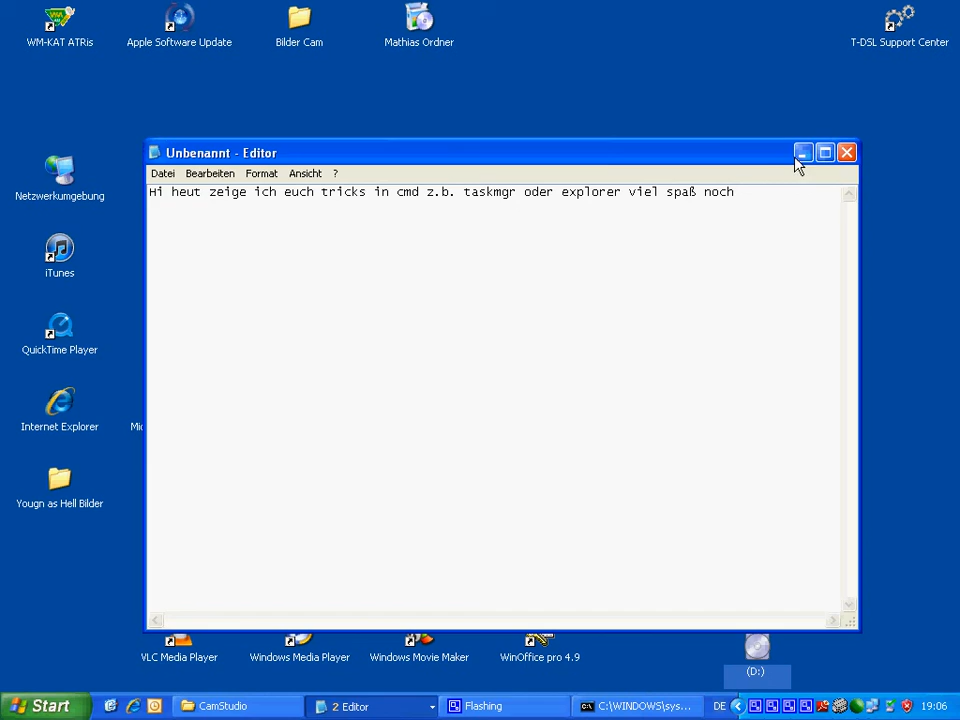 WM-KAT ATRis
Apple Software Update
Bilder Cam
Mathias Ordner
T-DSL Support Center
Unbenannt - Editor
Datei Bearbeiten Format Ansicht ?
Hi heut zeige ich euch tricks in cmd z.b. taskmgr oder explorer viel spaß noch
Netzwerkumgebung
iTunes
QuickTime Player
Internet Explorer
Yougn as Hell Bilder
VLC Media Player
Windows Media Player
Windows Movie Maker
WinOffice pro 4.9
(D:)
Start
CamStudio
2 Editor
Flashing
C:\WINDOWS\sys...
DE
19:06